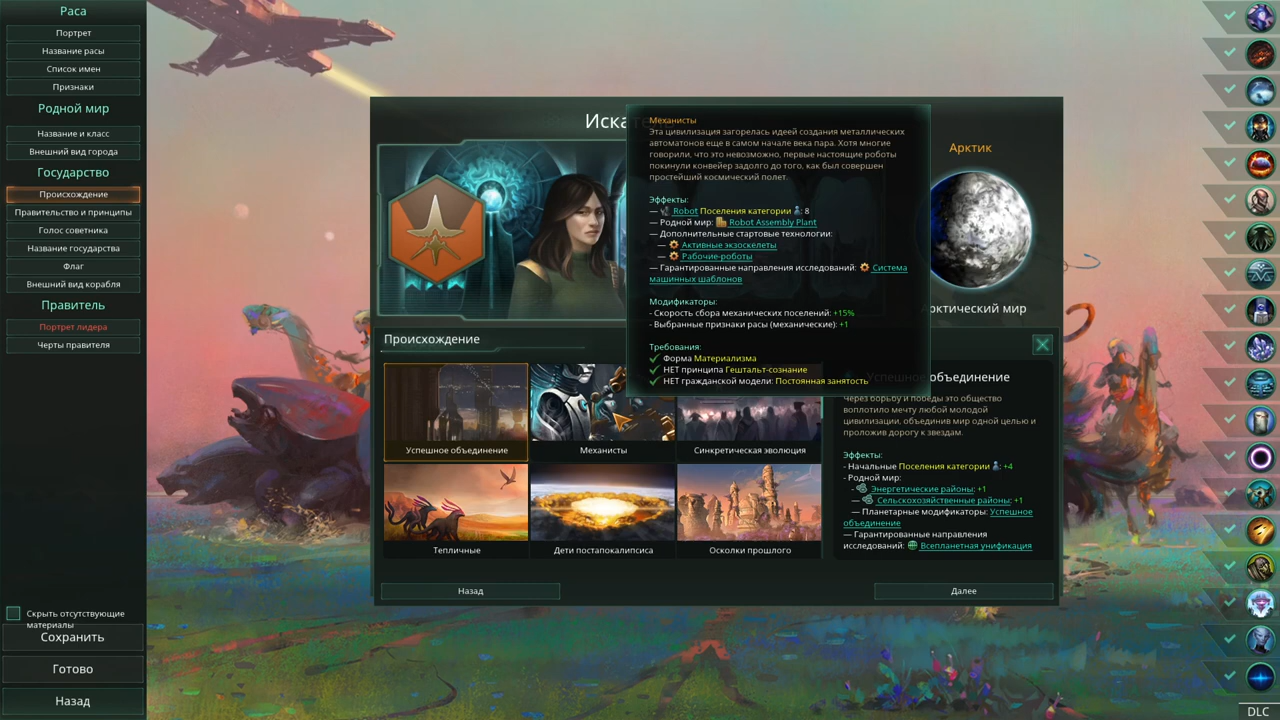 Раса
Портрет
Название расы
Список имен
Признаки
Родной мир
Название и класс
Внешний вид города
Государство
Происхождение
Правительство и принципы
Голос советника
Название государства
Флаг
Внешний вид корабля
Правитель
Портрет лидера
Черты правителя
Скрыть отсутствующие
материалы
Сохранить
Готово
Назад
Механисты
Эта цивилизация загорелась идеей создания металлических
автоматонов еще в самом начале века пара. Хотя многие
говорили, что это невозможно, первые настоящие роботы
покинули конвейер задолго до того, как был совершен
простейший космический полет.
Эффекты:
— Robot Поселения категории : 8
— Родной мир: Robot Assembly Plant
— Дополнительные стартовые технологии:
— Активные экзоскелеты
— Рабочие-роботы
— Гарантированные направления исследований: Система
машинных шаблонов
Модификаторы:
- Скорость сбора механических поселений: +15%
- Выбранные признаки расы (механические): +1
Требования:
Форма Материализма
НЕТ принципа Гештальт-сознание
НЕТ гражданской модели: Постоянная занятость
Арктик
Происхождение
Успешное объединение
Механисты
Синкретическая эволюция
Тепличные
Дети постапокалипсиса
Осколки прошлого
объединение
Через борьбу и победы это общество
воплотило мечту любой молодой
цивилизации, объединив мир одной целью и
проложив дорогу к звездам.
Эффекты:
- Начальные Поселения категории : +4
- Родной мир:
- Энергетические районы: +1
— Сельскохозяйственные районы: +1
— Планетарные модификаторы: Успешное
объединение
— Гарантированные направления
исследований: Всепланетная унификация
Назад
Далее
DLC